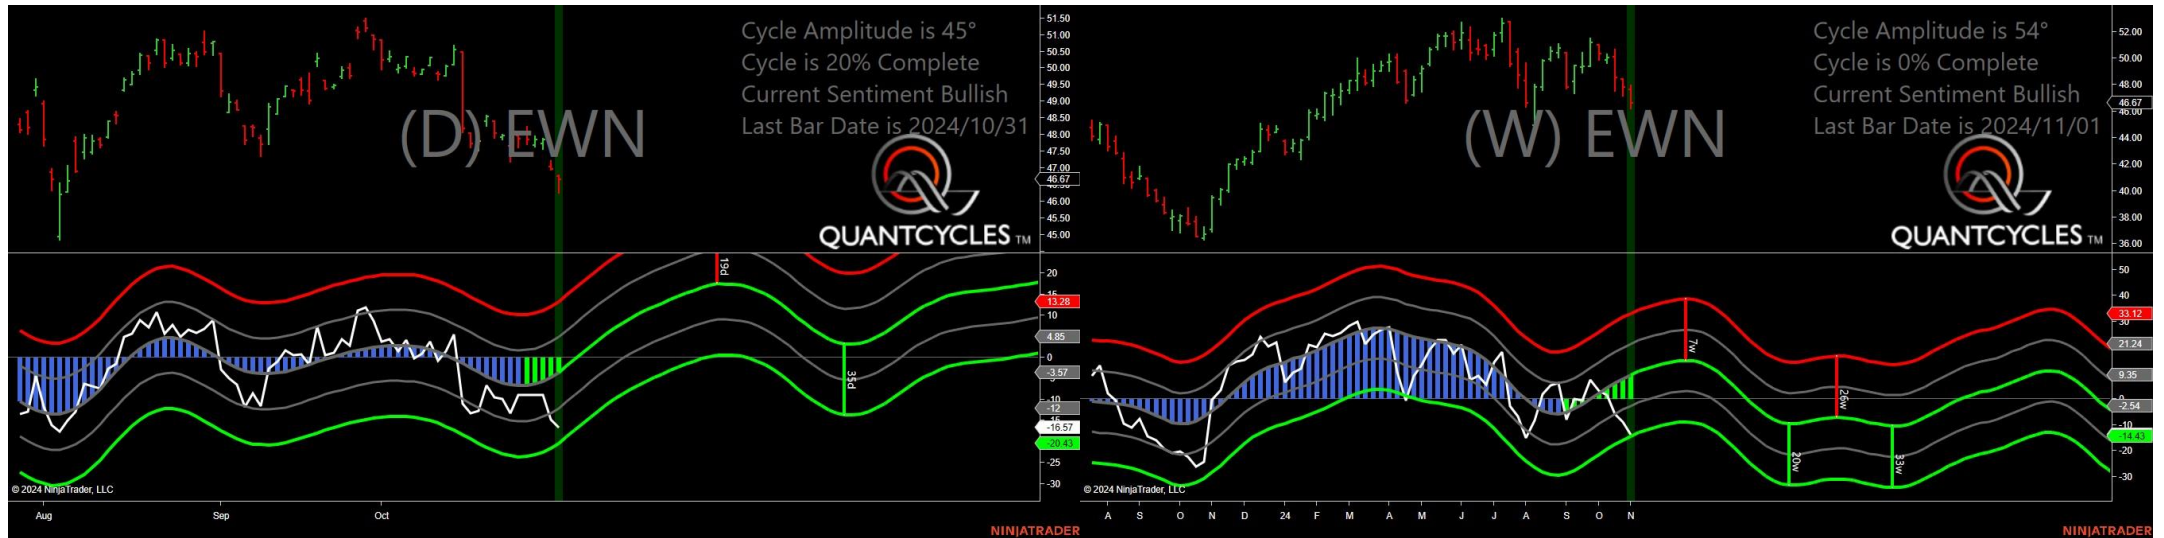 Cycle Amplitude is 45°
Cycle is 20% Complete
Current Sentiment Bullish
Last Bar Date is 2024/10/31
(D) EWN
QUANTCYCLES TM
51.50
51.00
50.50
50.00
49.50
49.00
48.50
48.00
47.50
47.00
46.67
46.00
45.50
45.00
19d
35d
20
15
13.28
10
4.85
0
-3.57
-10
-12
-16.57
-20.43
-25
-30
© 2024 NinjaTrader, LLC
Aug Sep Oct
NINJATRADER
Cycle Amplitude is 54°
Cycle is 0% Complete
Current Sentiment Bullish
Last Bar Date is 2024/11/01
(W) EWN
QUANTCYCLES TM
52.00
50.00
48.00
46.67
46.00
44.00
42.00
40.00
38.00
36.00
7w
26w
20w
33w
50
40
33.12
30
21.24
9.35
0
-2.54
-10
-14.43
-30
© 2024 NinjaTrader, LLC
A S O N D 24 F M A M J J A S O N
NINJATRADER